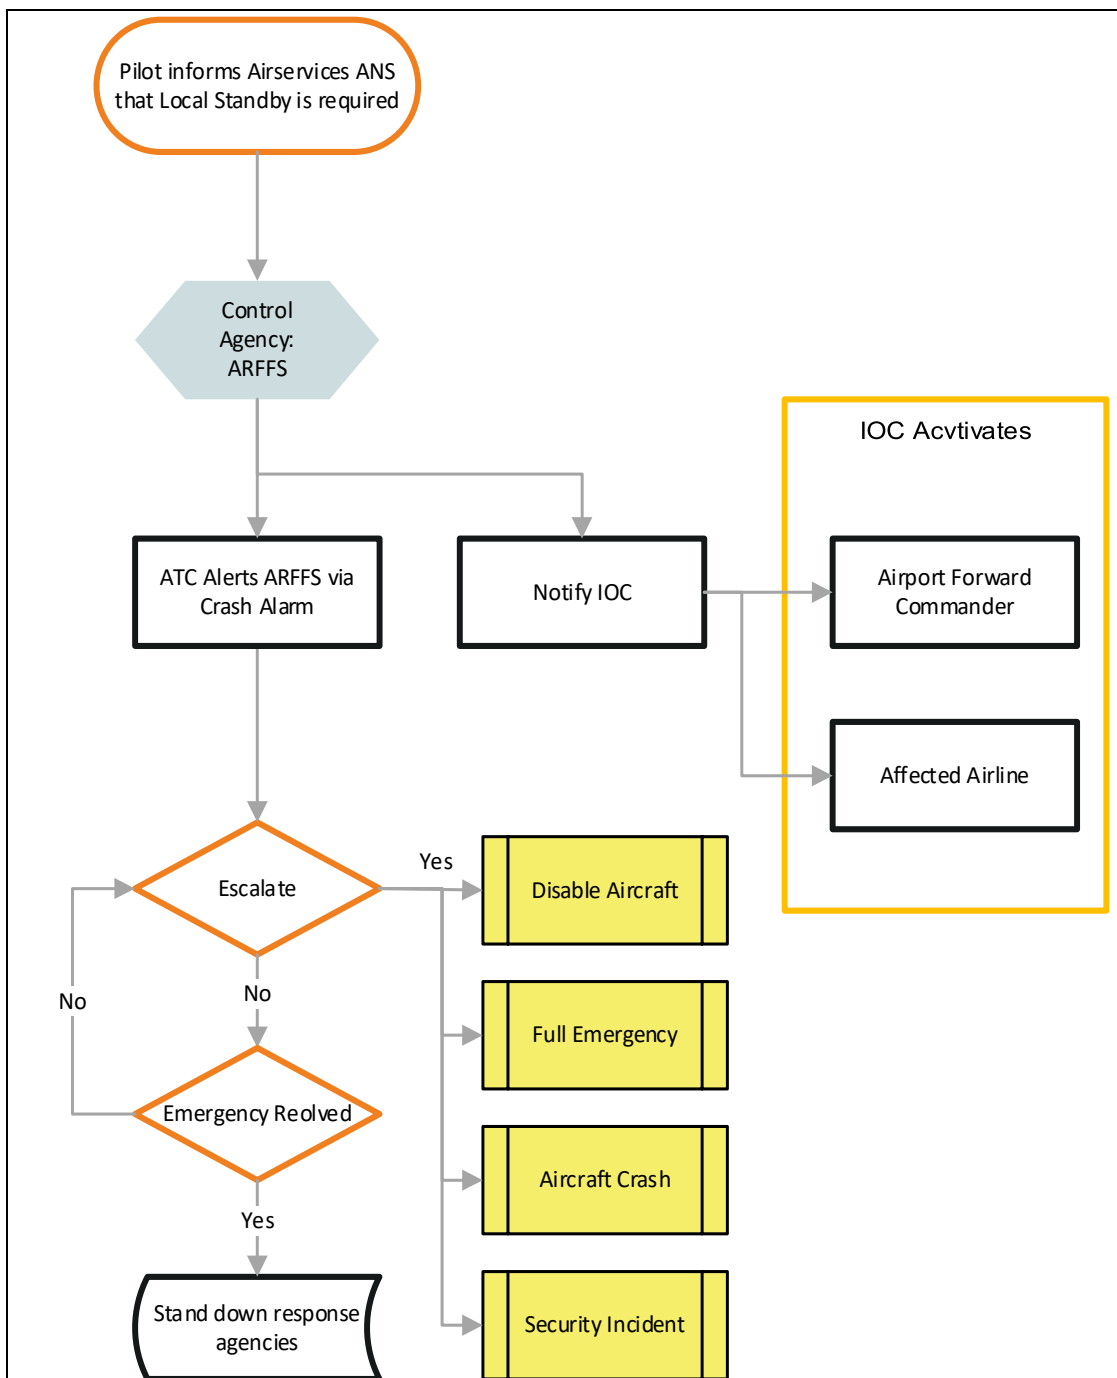 Pilot informs Airservices ANS
that Local Standby is required
Control
Agency:
ARFFS
IOC Acvtivates
ATC Alerts ARFFS via
Crash Alarm
Notify IOC
Airport Forward
Commander
Affected Airline
Escalate
Yes
Disable Aircraft
No
No
Full Emergency
Emergency Reolved
Aircraft Crash
Yes
Stand down response
agencies
Security Incident